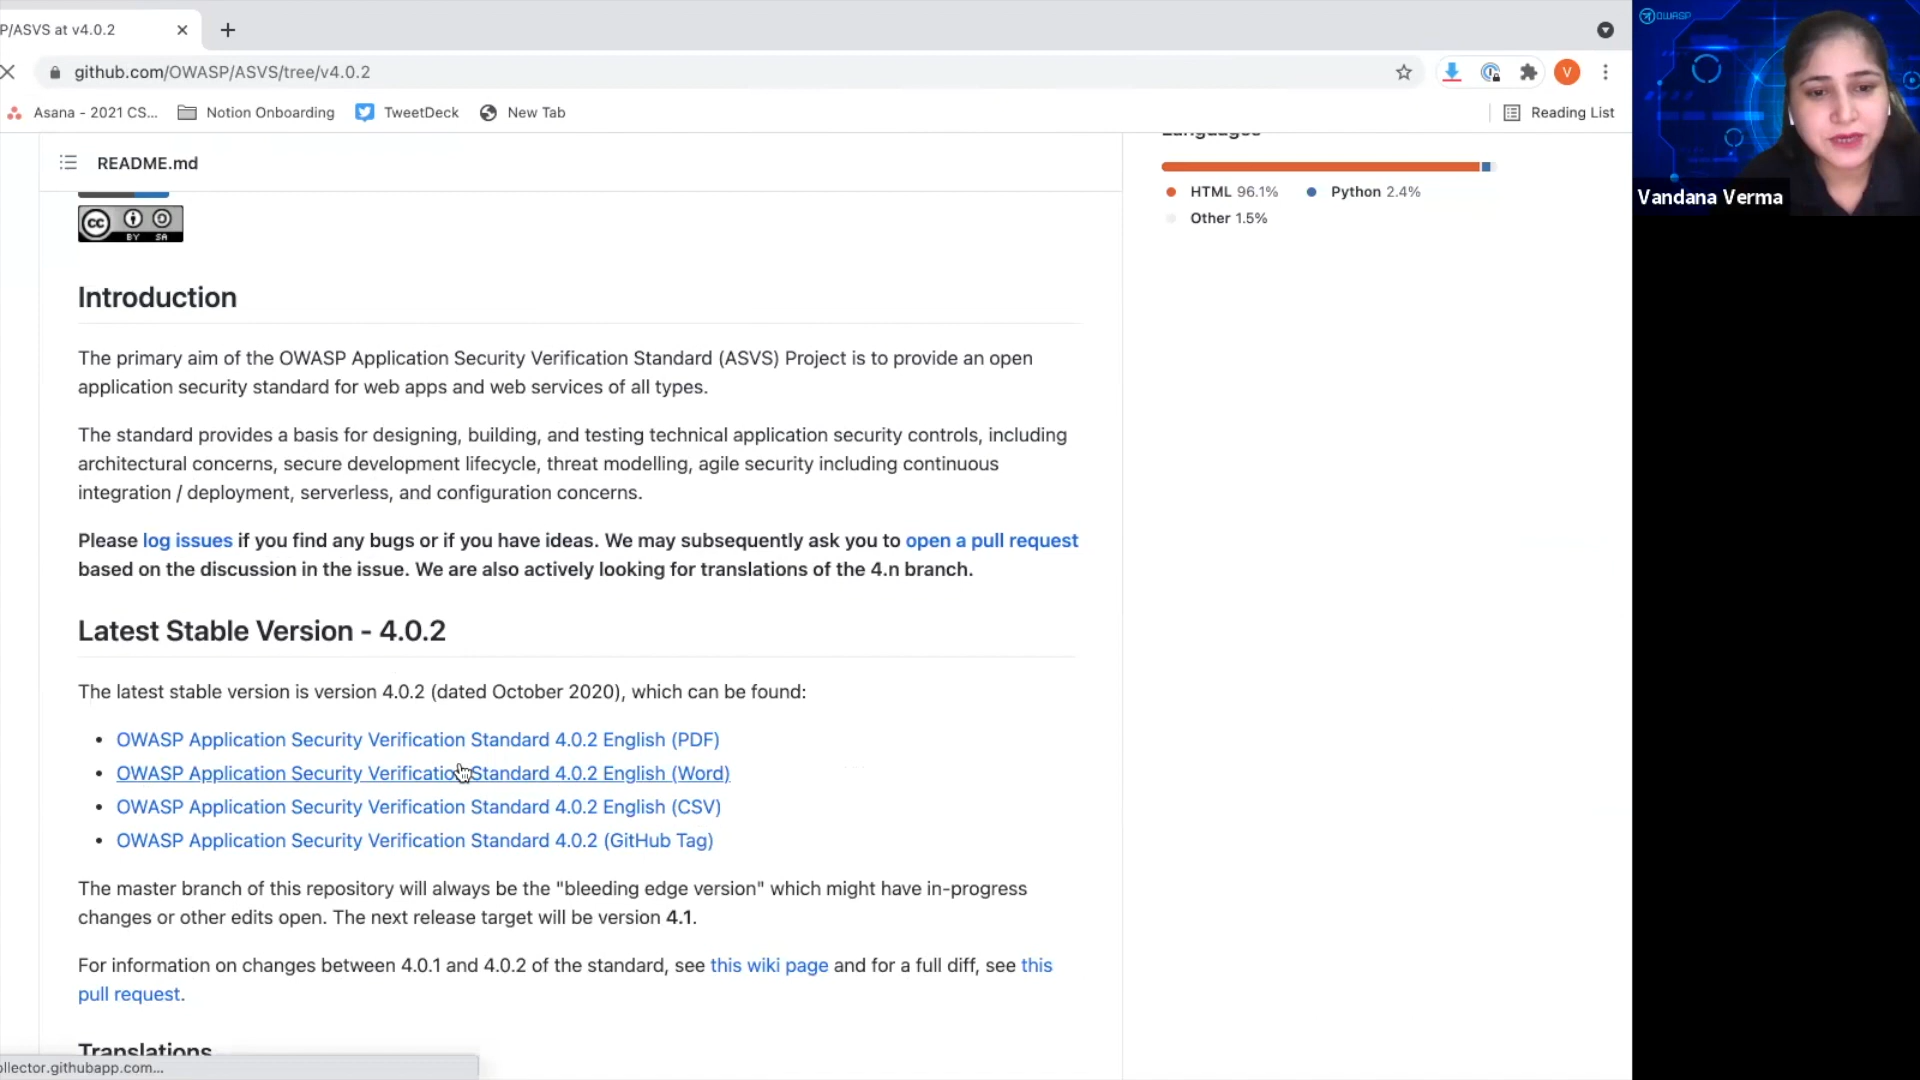 P/ASVS at v4.0.2
github.com/OWASP/ASVS/tree/v4.0.2
V
Asana - 2021 CS...
Notion Onboarding
TweetDeck
New Tab
Reading List
OWASP
Vandana Verma
README.md
Languages
HTML 96.1%
Python 2.4%
Other 1.5%
cc
BY SA
Introduction
The primary aim of the OWASP Application Security Verification Standard (ASVS) Project is to provide an open
application security standard for web apps and web services of all types.
The standard provides a basis for designing, building, and testing technical application security controls, including
architectural concerns, secure development lifecycle, threat modelling, agile security including continuous
integration / deployment, serverless, and configuration concerns.
Please log issues if you find any bugs or if you have ideas. We may subsequently ask you to open a pull request
based on the discussion in the issue. We are also actively looking for translations of the 4.n branch.
Latest Stable Version - 4.0.2
The latest stable version is version 4.0.2 (dated October 2020), which can be found:
• OWASP Application Security Verification Standard 4.0.2 English (PDF)
• OWASP Application Security Verification Standard 4.0.2 English (Word)
• OWASP Application Security Verification Standard 4.0.2 English (CSV)
• OWASP Application Security Verification Standard 4.0.2 (GitHub Tag)
The master branch of this repository will always be the "bleeding edge version" which might have in-progress
changes or other edits open. The next release target will be version 4.1.
For information on changes between 4.0.1 and 4.0.2 of the standard, see this wiki page and for a full diff, see this
pull request.
Translations
ollector.githubapp.com...